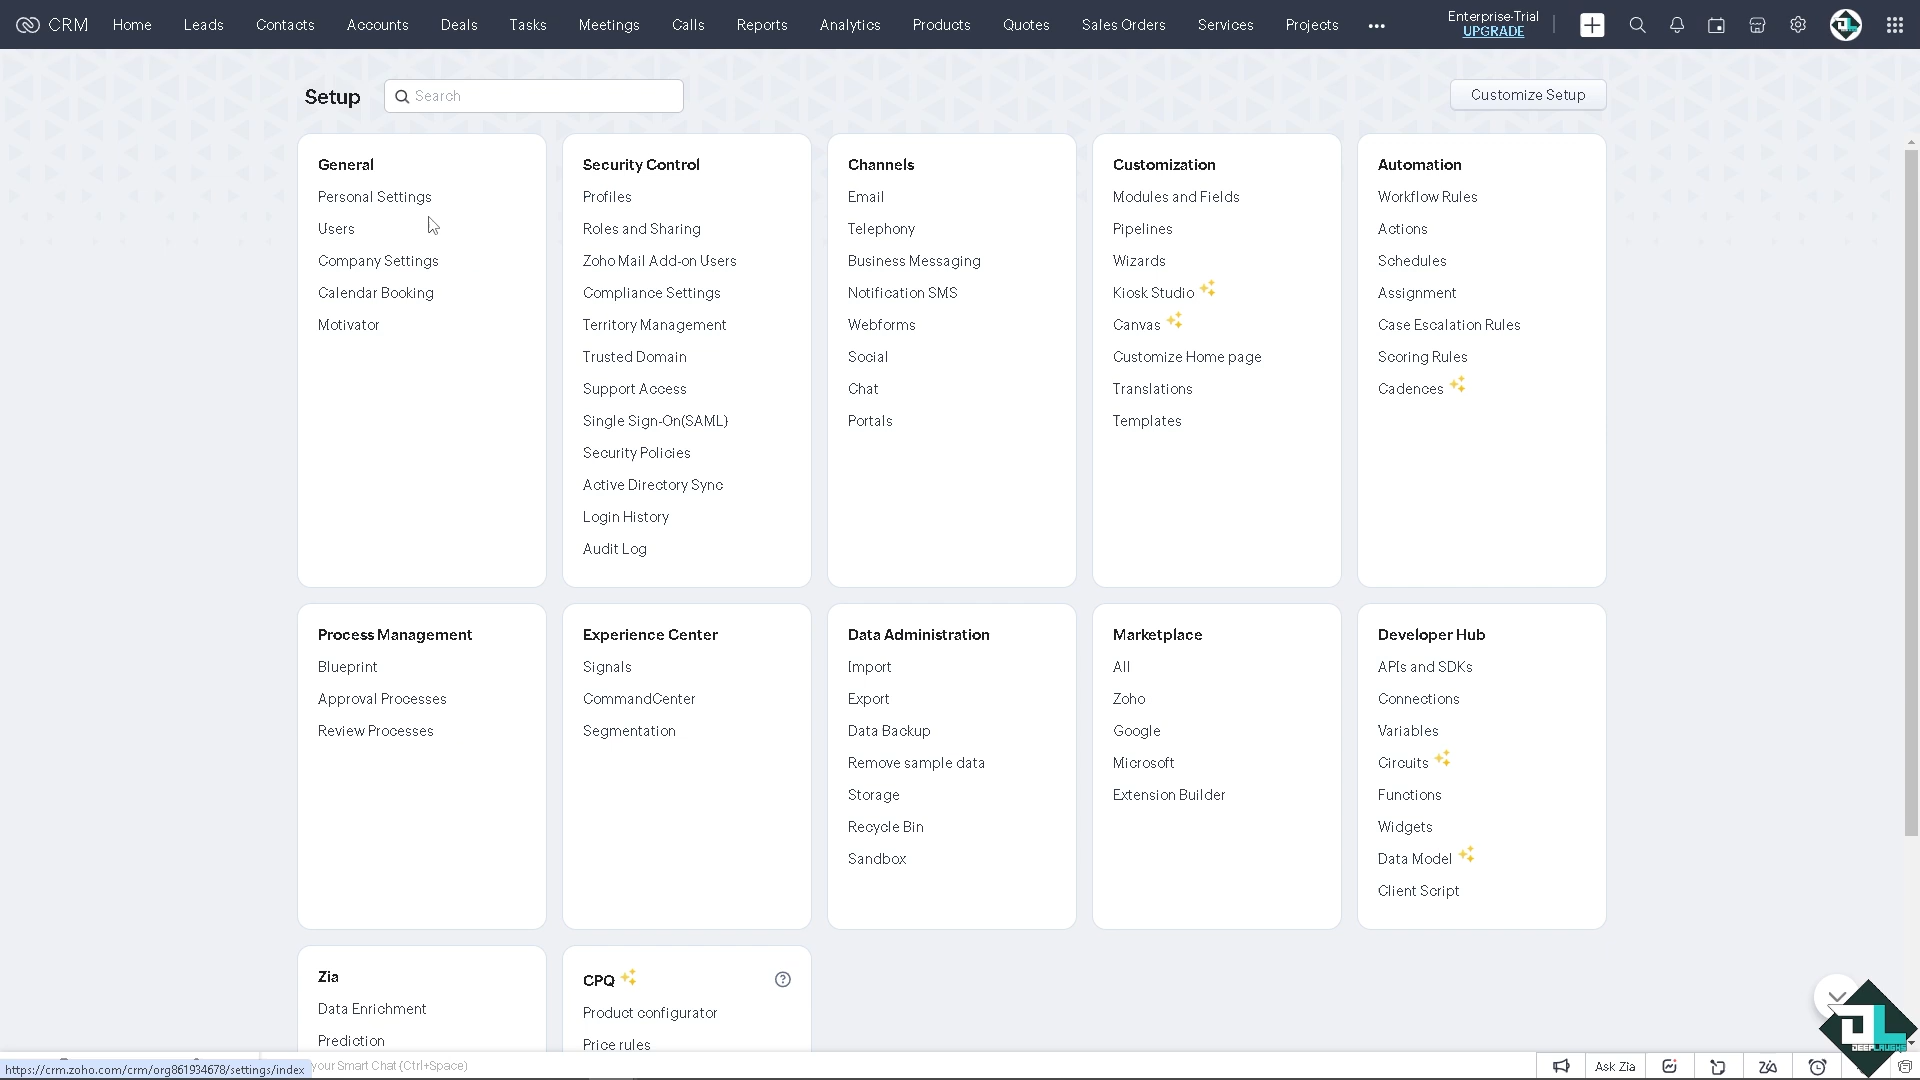 CRM Home Leads Contacts Accounts Deals Tasks Meetings Calls Reports Analytics Products Quotes Sales Orders Services Projects ••• Enterprise-Trial
UPGRADE
Setup Search Customize Setup
General
Personal Settings
Users
Company Settings
Calendar Booking
Motivator
Security Control
Profiles
Roles and Sharing
Zoho Mail Add-on Users
Compliance Settings
Territory Management
Trusted Domain
Support Access
Single Sign-On(SAML)
Security Policies
Active Directory Sync
Login History
Audit Log
Channels
Email
Telephony
Business Messaging
Notification SMS
Webforms
Social
Chat
Portals
Customization
Modules and Fields
Pipelines
Wizards
Kiosk Studio
Canvas
Customize Home page
Translations
Templates
Automation
Workflow Rules
Actions
Schedules
Assignment
Case Escalation Rules
Scoring Rules
Cadences
Process Management
Blueprint
Approval Processes
Review Processes
Experience Center
Signals
CommandCenter
Segmentation
Data Administration
Import
Export
Data Backup
Remove sample data
Storage
Recycle Bin
Sandbox
Marketplace
All
Zoho
Google
Microsoft
Extension Builder
Developer Hub
APIs and SDKs
Connections
Variables
Circuits
Functions
Widgets
Data Model
Client Script
Zia
Data Enrichment
Prediction
CPQ
Product configurator
Price rules
https://crm.zoho.com/crm/org861934678/settings/index
your Smart Chat (Ctrl+Space)
Ask Zia
DEEPLAUGHS